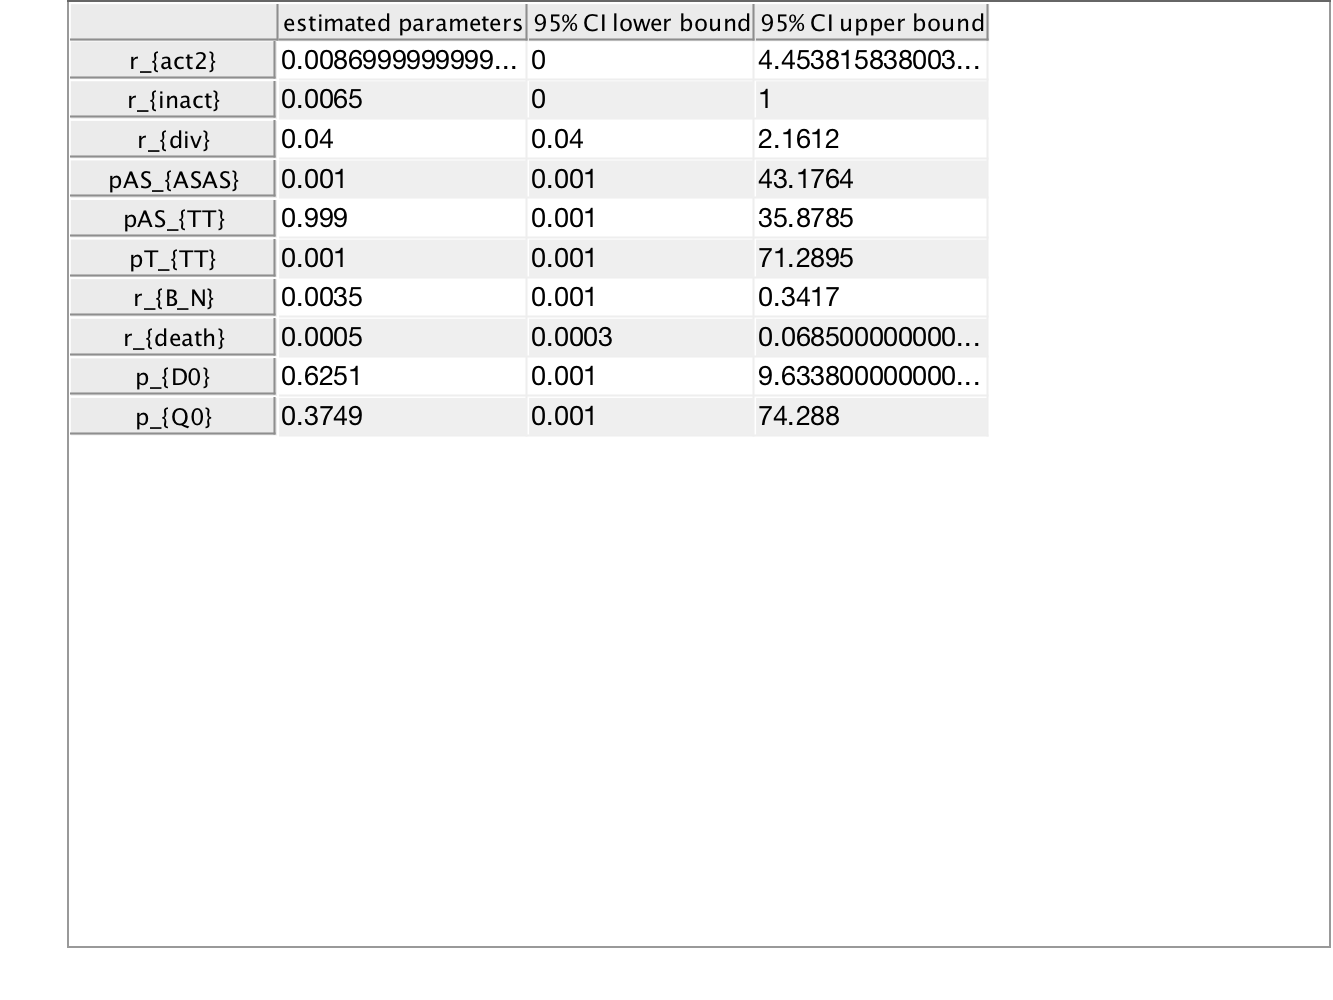 estimated parameters 95% CI lower bound 95% CI upper bound
r_{act2} 0.0086999999999... 0 4.453815838003...
r_{inact} 0.0065 0 1
r_{div} 0.04 0.04 2.1612
pAS_{ASAS} 0.001 0.001 43.1764
pAS_{TT} 0.999 0.001 35.8785
pT_{TT} 0.001 0.001 71.2895
r_{B_N} 0.0035 0.001 0.3417
r_{death} 0.0005 0.0003 0.068500000000...
p_{D0} 0.6251 0.001 9.633800000000...
p_{Q0} 0.3749 0.001 74.288